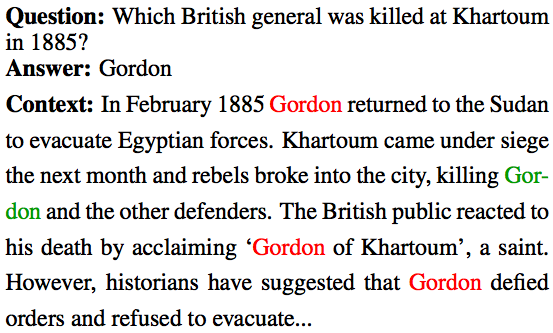 Question: Which British general was killed at Khartoum
in 1885?
Answer: Gordon
Context: In February 1885 Gordon returned to the Sudan
to evacuate Egyptian forces. Khartoum came under siege
the next month and rebels broke into the city, killing Gor-
don and the other defenders. The British public reacted to
his death by acclaiming ‘Gordon of Khartoum’, a saint.
However, historians have suggested that Gordon defied
orders and refused to evacuate...